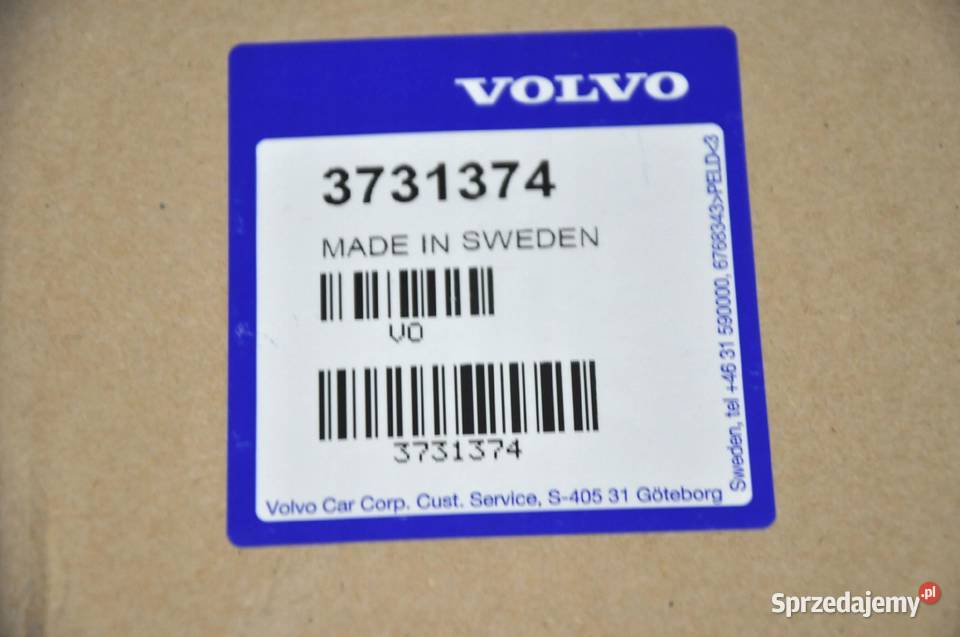 VOLVO
3731374
MADE IN SWEDEN
VO
3731374
Volvo Car Corp. Cust. Service, S-405 31 Göteborg
Sweden, tel +46 31 590000, 6768343>PELD<3
Sprzedajemy.pl